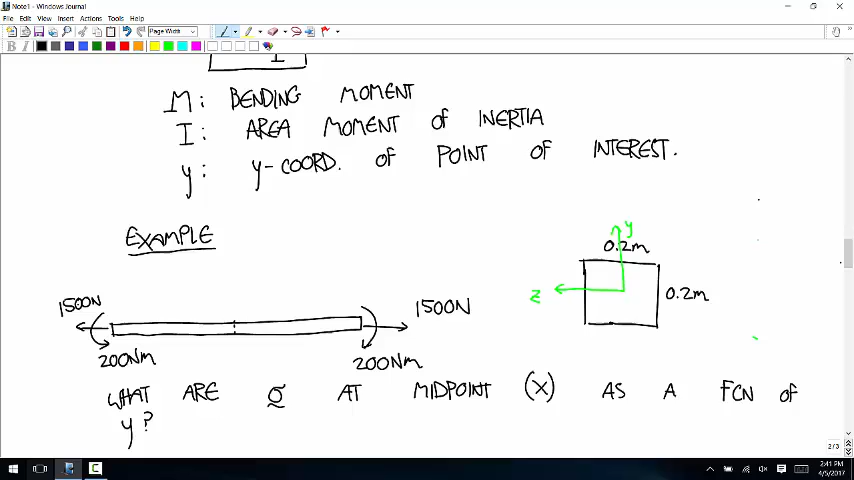 Note1 - Windows Journal
File Edit View Insert Actions Tools Help
Page Width
B I
I
M: BENDING MOMENT
I: AREA MOMENT of INERTIA
y: y-COORD. of POINT of INTEREST.
EXAMPLE
y
0.2m
z
0.2m
1500N
1500N
200Nm
200Nm
WHAT ARE σ AT MIDPOINT (X) AS A FCN OF
y?
2/3
2:41 PM
4/5/2017